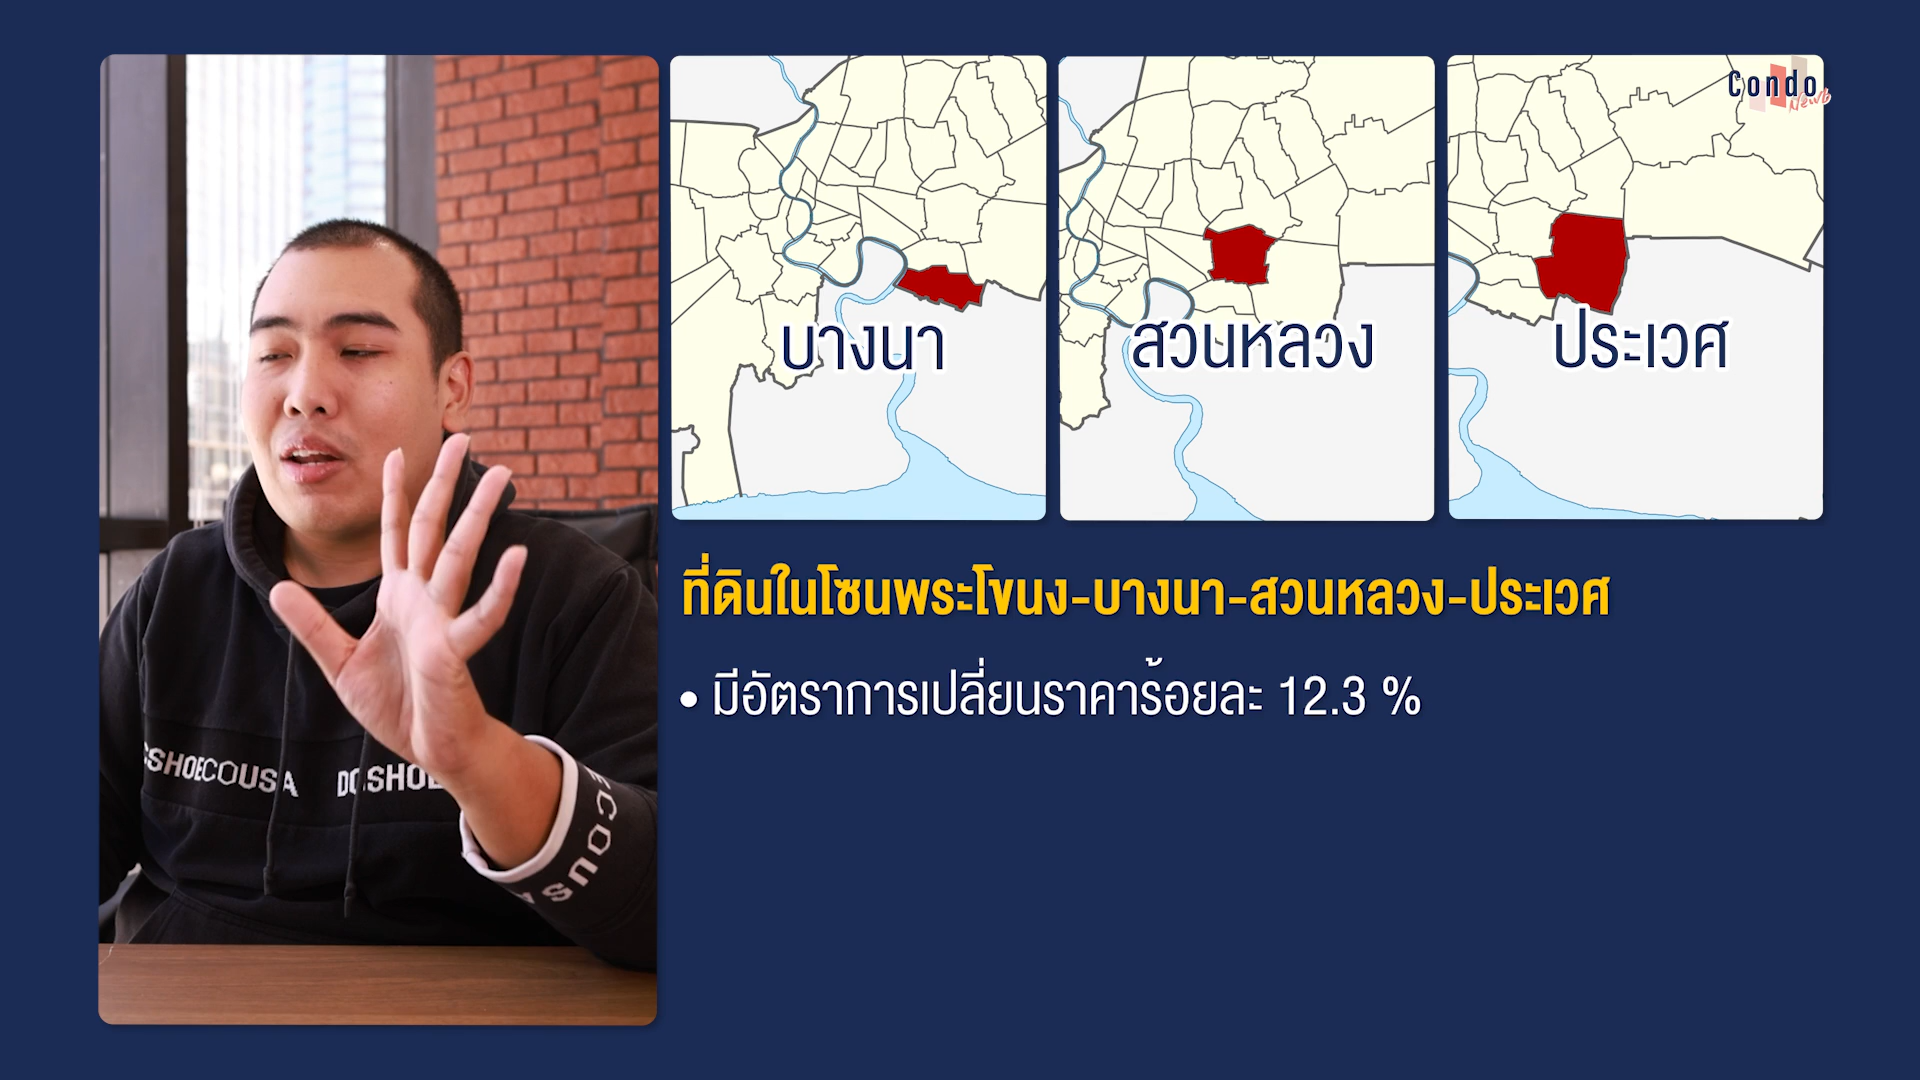 Condo
News
บางนา
สวนหลวง
ประเวศ
ที่ดินในโซนพระโขนง-บางนา-สวนหลวง-ประเวศ
• มีอัตราการเปลี่ยนราคาร้อยละ 12.3 %